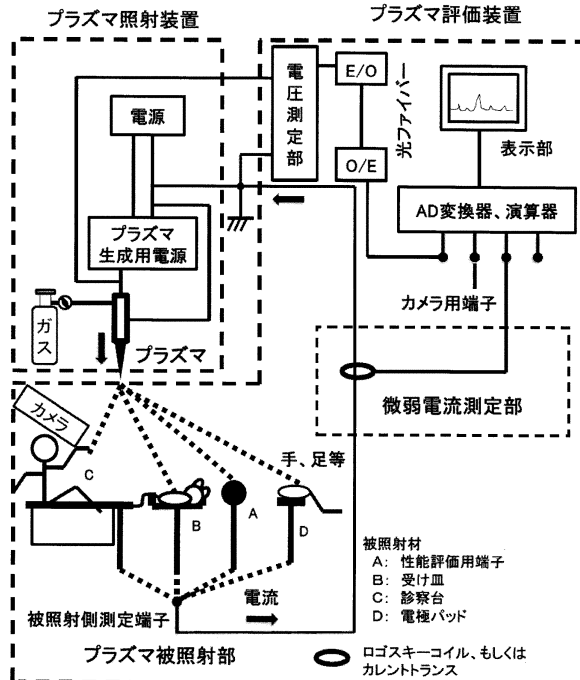 プラズマ照射装置
プラズマ評価装置
電源
プラズマ
生成用電源
ガス
プラズマ
電圧測定部
E/O
光ファイバー
O/E
表示部
AD変換器、演算器
カメラ用端子
微弱電流測定部
カメラ
C
B
A
手、足等
D
被照射側測定端子
電流
プラズマ被照射部
被照射材
A: 性能評価用端子
B: 受け皿
C: 診察台
D: 電極パッド
ロゴスキーコイル、もしくは
カレントトランス